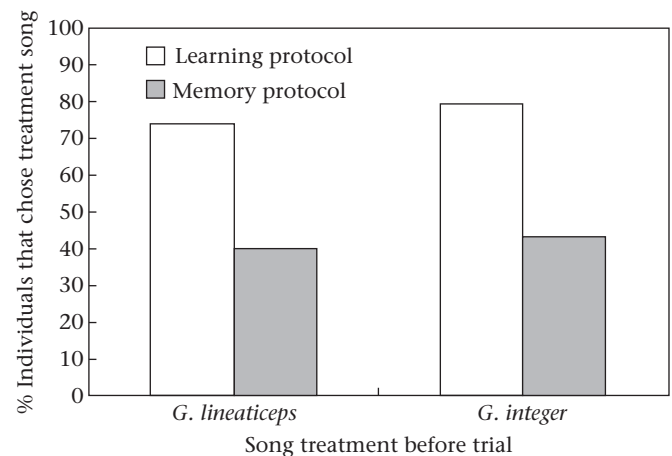 % Individuals that chose treatment song
100
90
80
70
60
50
40
30
20
10
0
Learning protocol
Memory protocol
G. lineaticeps
G. integer
Song treatment before trial